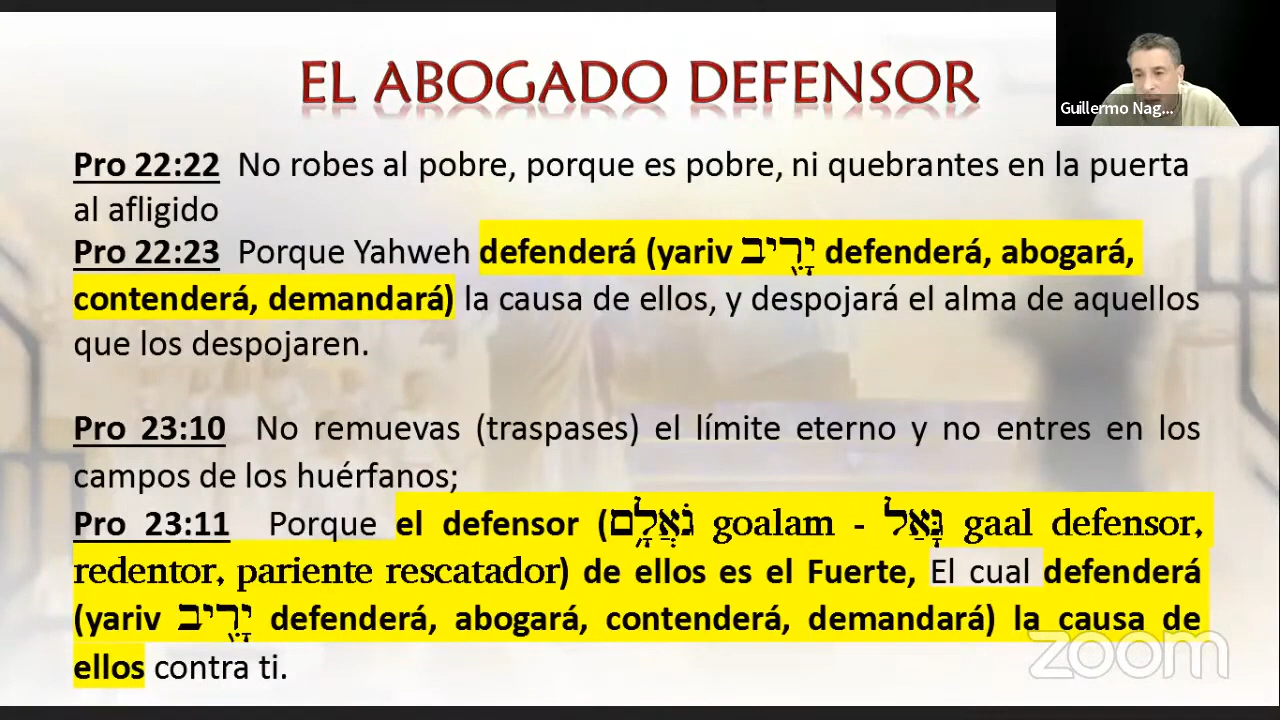 EL ABOGADO DEFENSOR
Guillermo Nag...
Pro 22:22 No robes al pobre, porque es pobre, ni quebrantes en la puerta
al afligido
Pro 22:23 Porque Yahweh defenderá (yariv יָרִ֣יב defenderá, abogará,
contenderá, demandará) la causa de ellos, y despojará el alma de aquellos
que los despojaren.
Pro 23:10 No remuevas (traspases) el límite eterno y no entres en los
campos de los huérfanos;
Pro 23:11 Porque el defensor (גֹאֲלָ֥ם goalam - גָּאַל gaal defensor,
redentor, pariente rescatador) de ellos es el Fuerte, El cual defenderá
(yariv יָרִ֖יב defenderá, abogará, contenderá, demandará) la causa de
ellos contra ti.
zoom